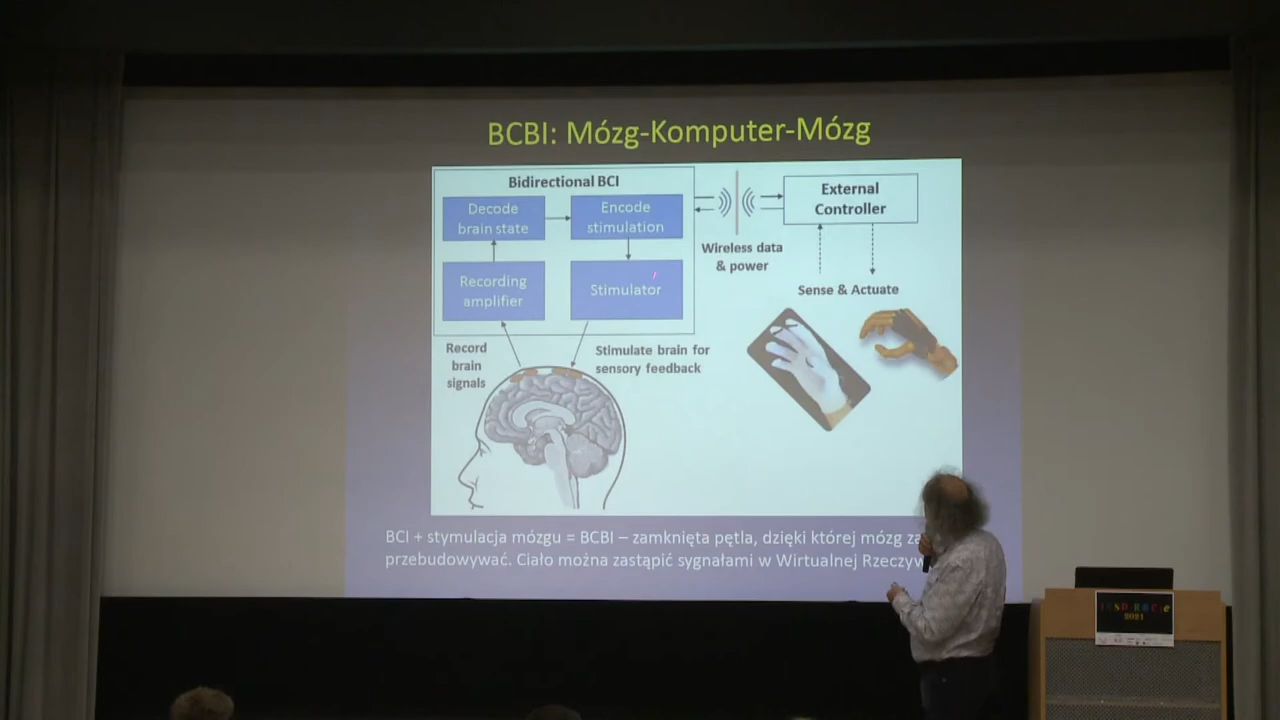 BCBI: Mózg-Komputer-Mózg
Bidirectional BCI
Decode
brain state
Encode
stimulation
Recording
amplifier
Stimulator
External
Controller
Wireless data
& power
Sense & Actuate
Record
brain
signals
Stimulate brain for
sensory feedback
BCI + stymulacja mózgu = BCBI – zamknięta pętla, dzięki której mózg
przebudowywać. Ciało można zastąpić sygnałami w Wirtualnej
2021